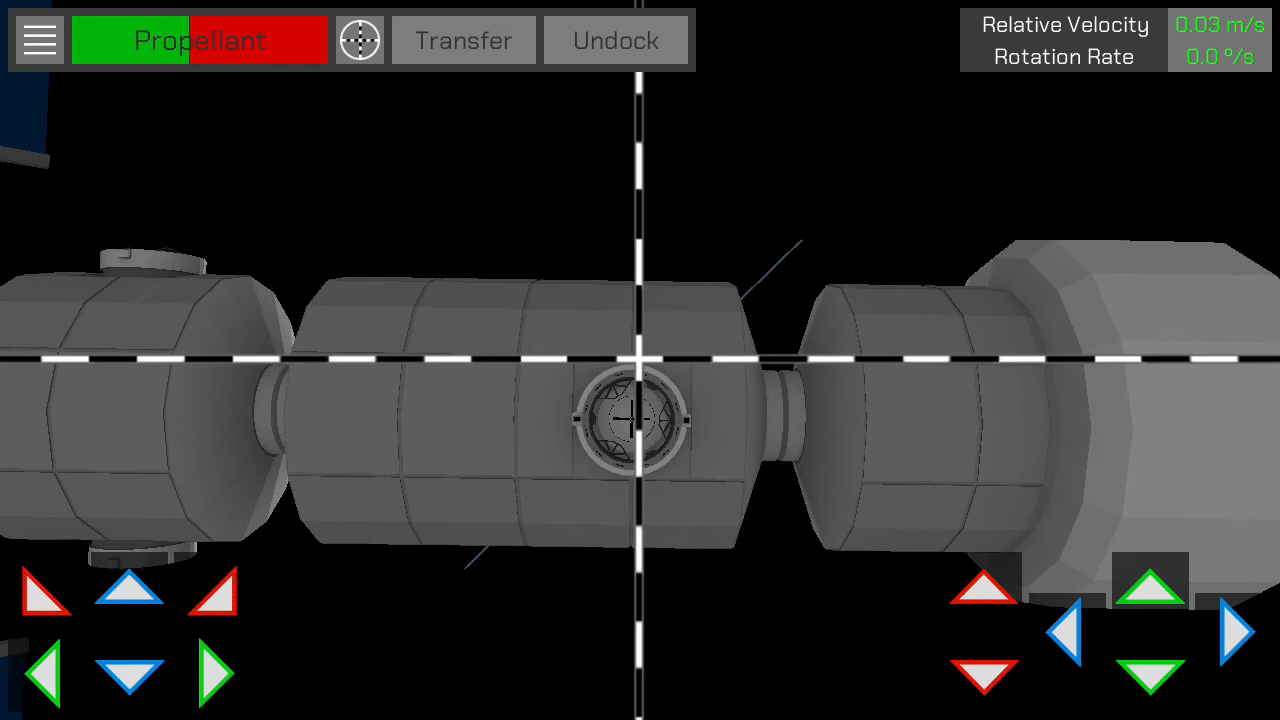 Propellant
Transfer
Undock
Relative Velocity 0.03 m/s
Rotation Rate 0.0 º/s